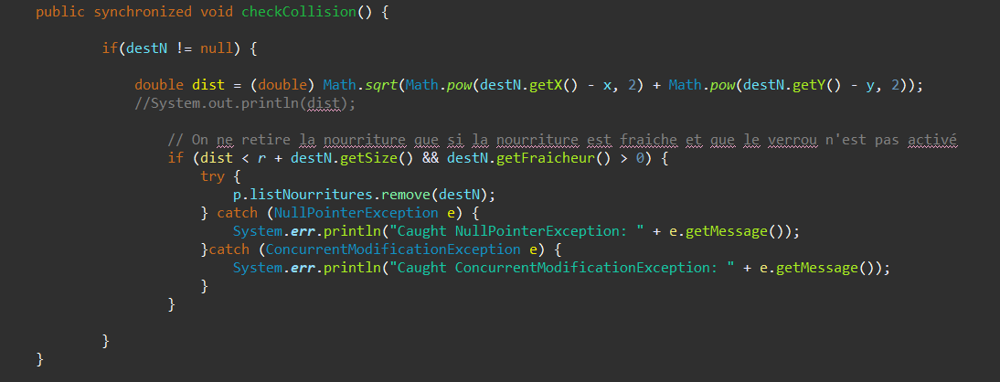 public synchronized void checkCollision() {
if(destN != null) {
double dist = (double) Math.sqrt(Math.pow(destN.getX() - x, 2) + Math.pow(destN.getY() - y, 2));
//System.out.println(dist);
// On ne retire la nourriture que si la nourriture est fraiche et que le verrou n'est pas activé
if (dist < r + destN.getSize() && destN.getFraicheur() > 0) {
try {
p.listNourritures.remove(destN);
} catch (NullPointerException e) {
System.err.println("Caught NullPointerException: " + e.getMessage());
}catch (ConcurrentModificationException e) {
System.err.println("Caught ConcurrentModificationException: " + e.getMessage());
}
}
}
}